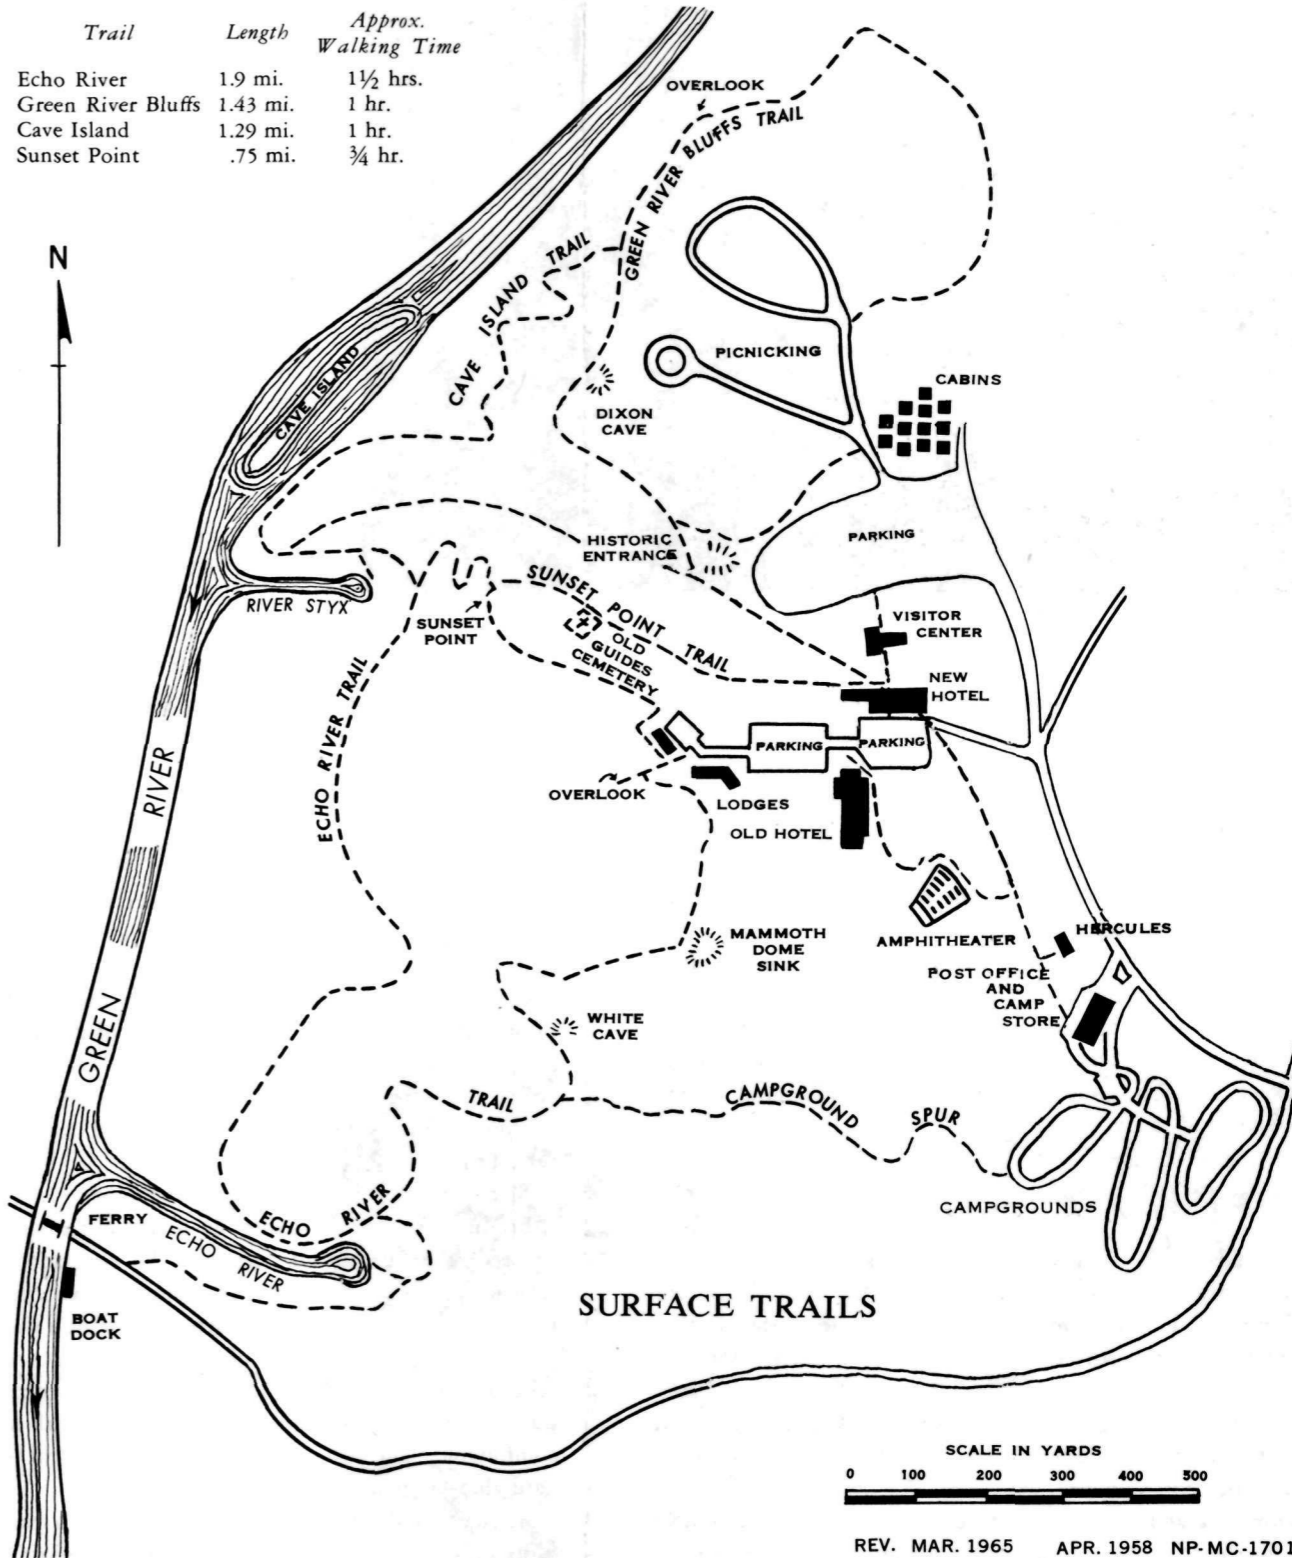 Trail Length Approx. Walking Time
Echo River 1.9 mi. 1½ hrs.
Green River Bluffs 1.43 mi. 1 hr.
Cave Island 1.29 mi. 1 hr.
Sunset Point .75 mi. ¾ hr.
OVERLOOK
GREEN RIVER BLUFFS TRAIL
N
CAVE ISLAND TRAIL
CAVE ISLAND
PICNICKING
CABINS
DIXON
CAVE
HISTORIC
ENTRANCE
PARKING
RIVER STYX
SUNSET
POINT
SUNSET POINT TRAIL
OLD
GUIDES
CEMETERY
VISITOR
CENTER
NEW
HOTEL
ECHO RIVER TRAIL
PARKING
PARKING
OVERLOOK
LODGES
OLD HOTEL
GREEN RIVER
MAMMOTH
DOME
SINK
AMPHITHEATER
HERCULES
POST OFFICE
AND
CAMP
STORE
WHITE
CAVE
CAMPGROUND SPUR
ECHO RIVER TRAIL
CAMPGROUNDS
FERRY
ECHO RIVER
BOAT
DOCK
SURFACE TRAILS
SCALE IN YARDS
0 100 200 300 400 500
REV. MAR. 1965 APR. 1958 NP-MC-1701